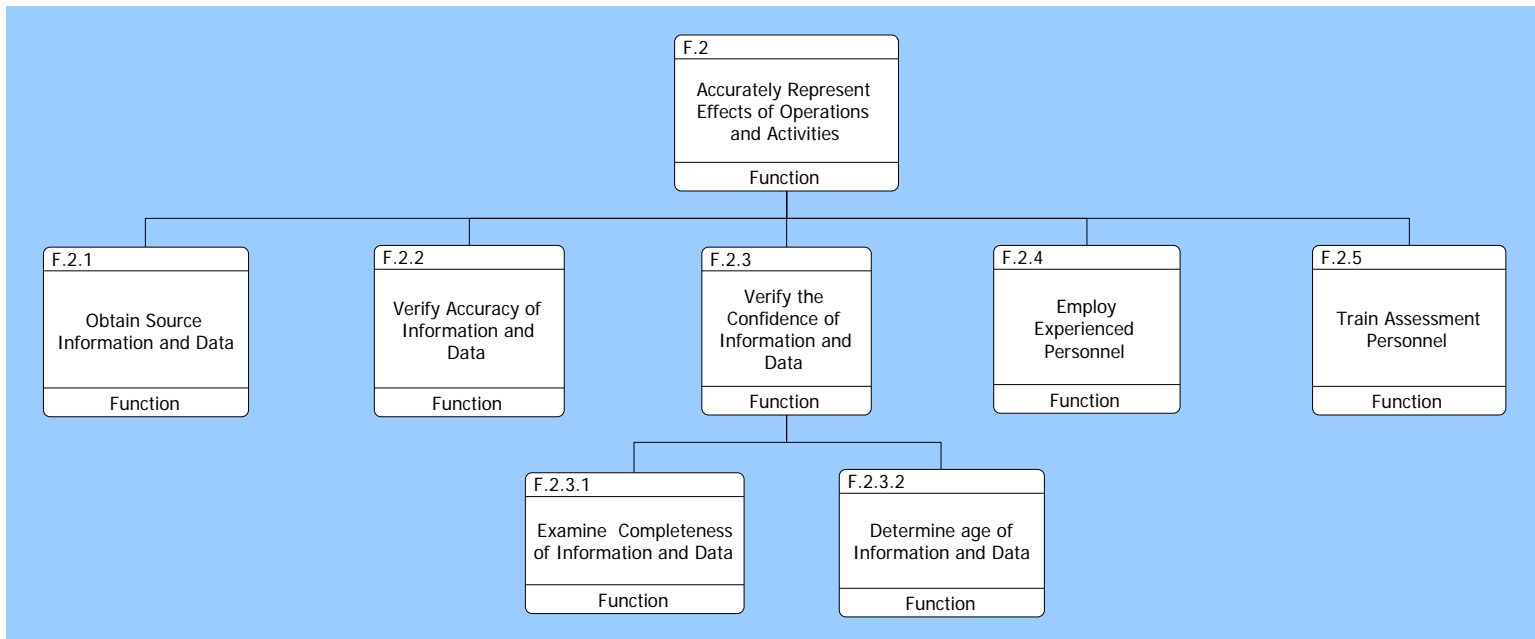 F.2
Accurately Represent
Effects of Operations
and Activities
Function
F.2.1
Obtain Source
Information and Data
Function
F.2.2
Verify Accuracy of
Information and
Data
Function
F.2.3
Verify the
Confidence of
Information and
Data
Function
F.2.4
Employ
Experienced
Personnel
Function
F.2.5
Train Assessment
Personnel
Function
F.2.3.1
Examine  Completeness
of Information and Data
Function
F.2.3.2
Determine age of
Information and Data
Function